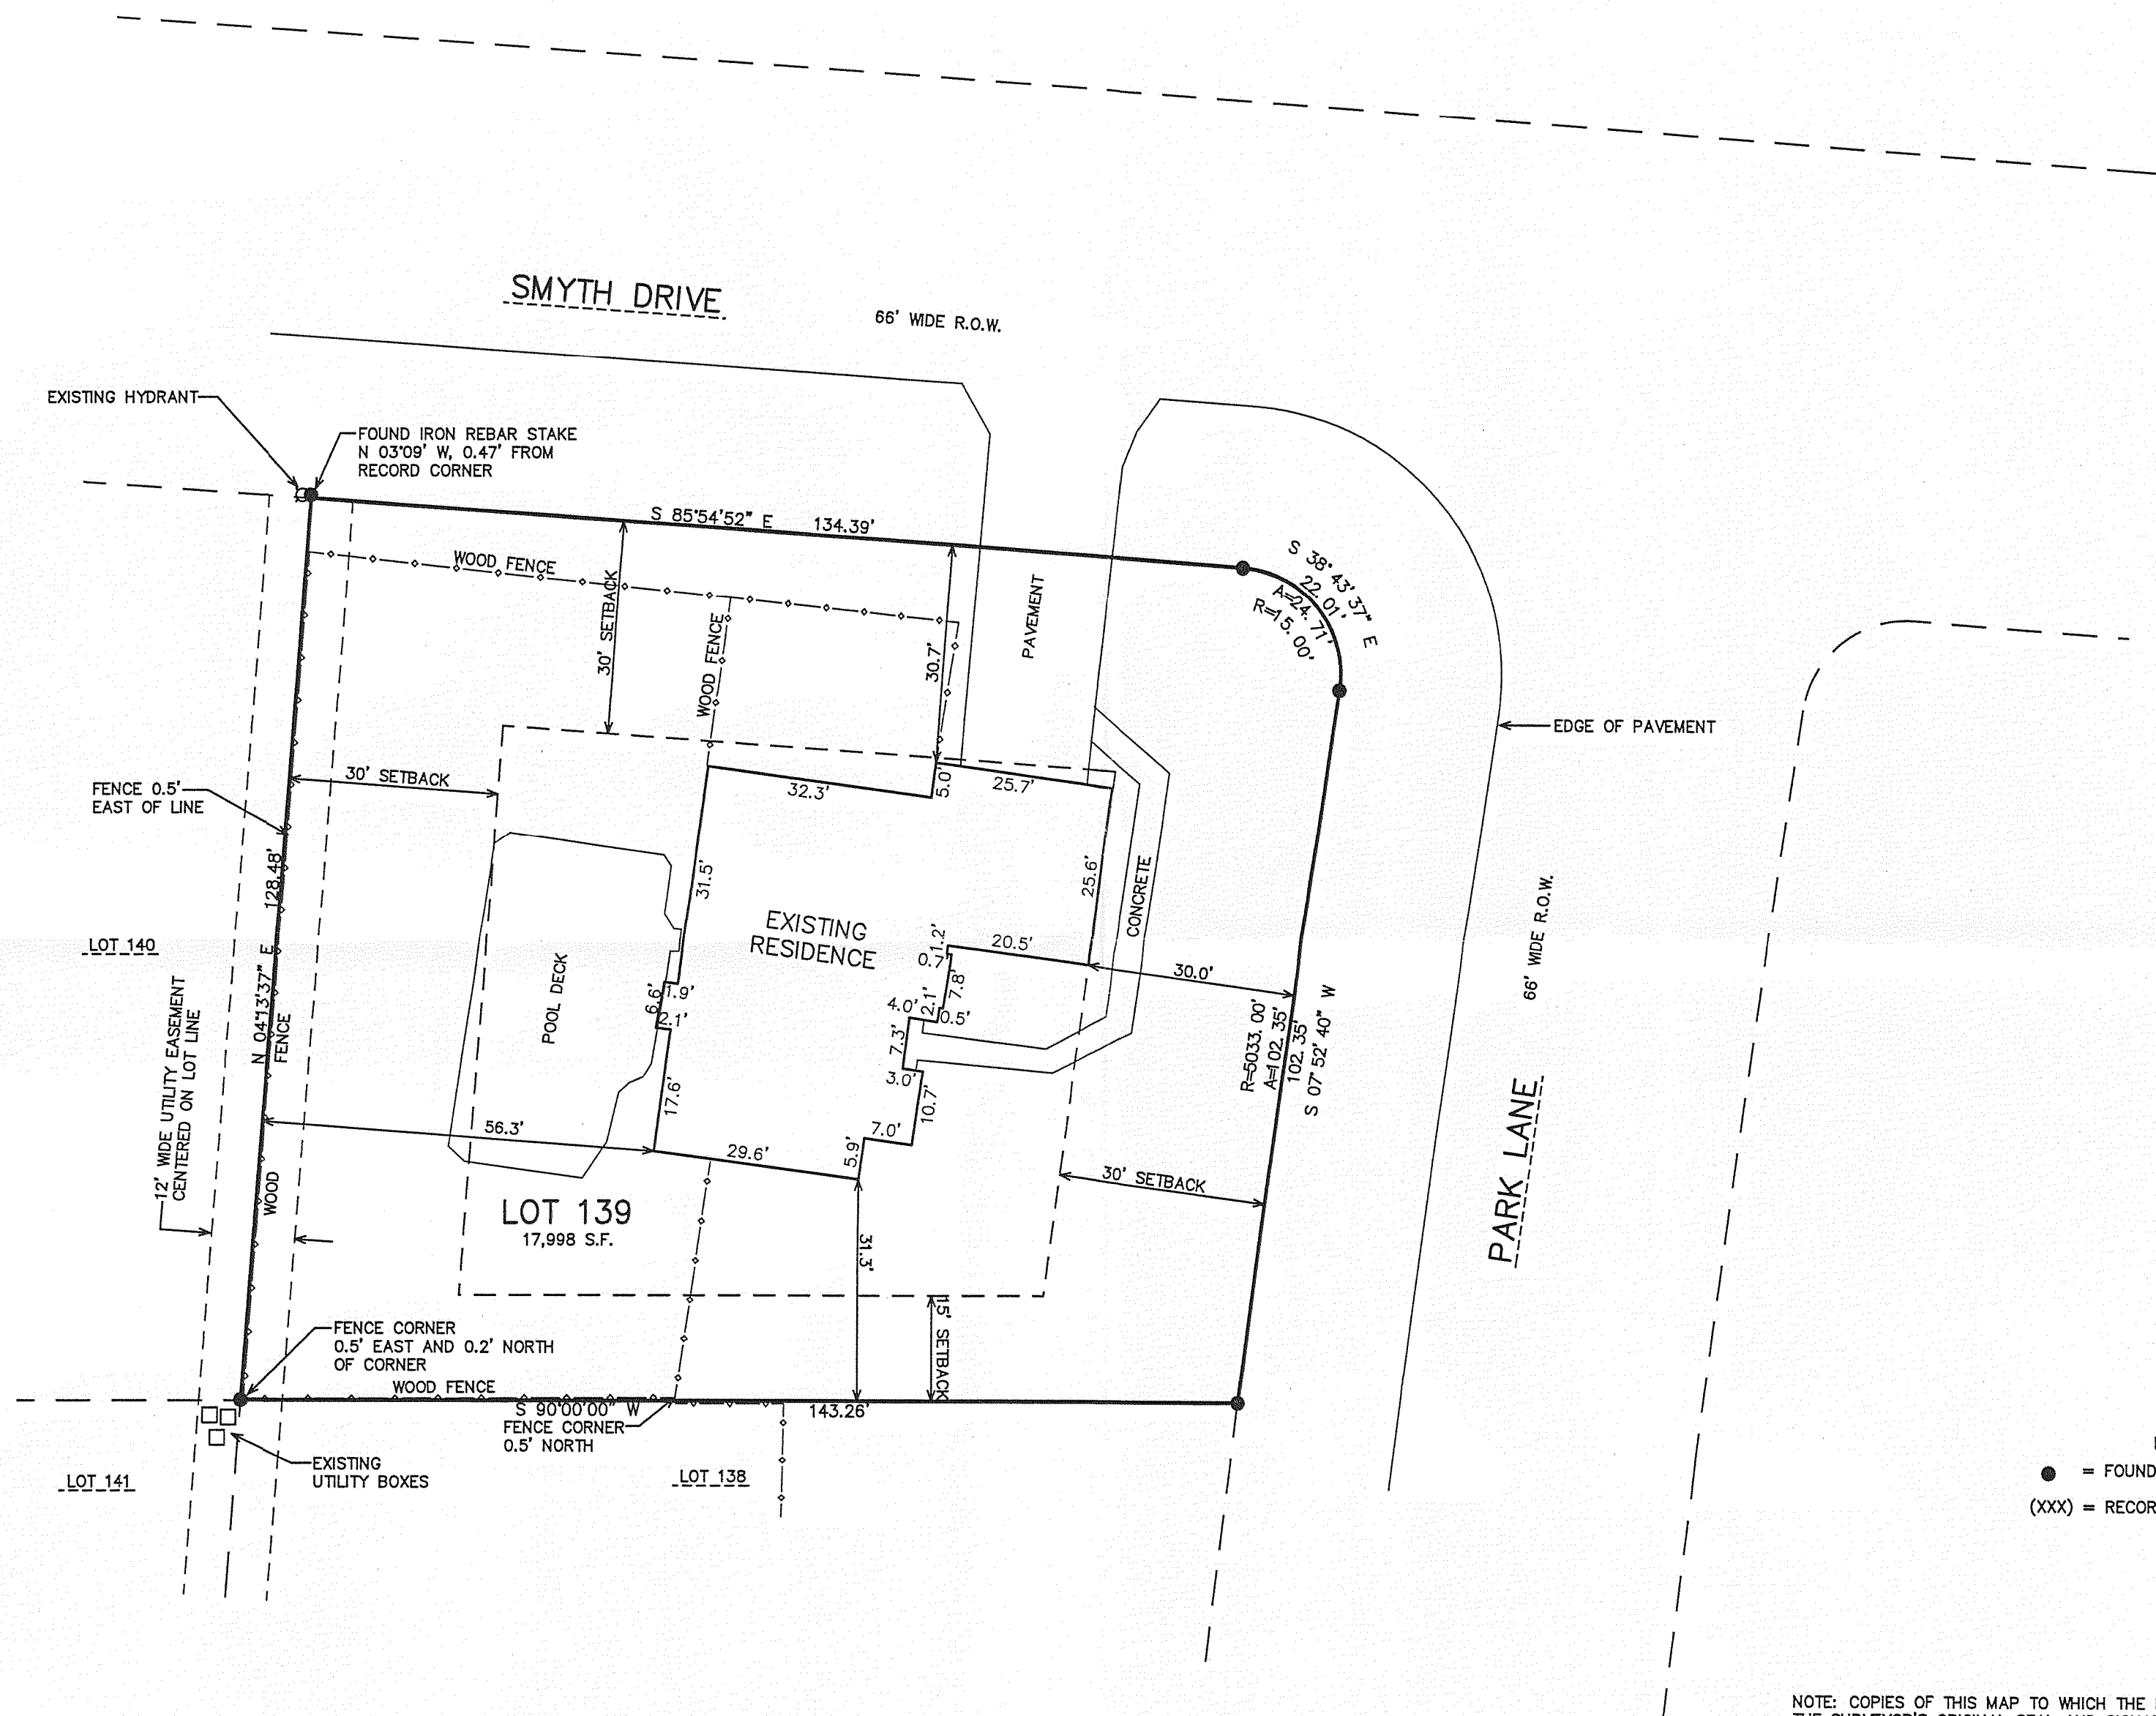 SMYTH DRIVE
66' WIDE R.O.W.
EXISTING HYDRANT
FOUND IRON REBAR STAKE
N 03°09' W, 0.47' FROM
RECORD CORNER
S 85°54'52" E 134.39'
WOOD FENCE
30' SETBACK
WOOD FENCE
30.7'
PAVEMENT
S 38°43'37" E
22.01'
A=24.71'
R=15.00'
EDGE OF PAVEMENT
30' SETBACK
FENCE 0.5'
EAST OF LINE
32.3'
5.0'
25.7'
128.48'
N 04°13'37" E
WOOD FENCE
31.5'
25.6'
CONCRETE
EXISTING
RESIDENCE
1.2'
0.7'
20.5'
30.0'
7.8'
2.1'
0.5'
4.0'
7.3'
3.0'
10.7'
7.0'
5.9'
LOT 140
12' WIDE UTILITY EASEMENT
CENTERED ON LOT LINE
POOL DECK
6.6'
1.9'
2.1'
17.6'
56.3'
29.6'
R=5033.00'
A=102.35'
102.35'
S 07°52'40" W
66' WIDE R.O.W.
PARK LANE
30' SETBACK
LOT 139
17,998 S.F.
31.3'
15' SETBACK
FENCE CORNER
0.5' EAST AND 0.2' NORTH
OF CORNER
WOOD FENCE
S 90°00'00" W 143.26'
FENCE CORNER
0.5' NORTH
EXISTING
UTILITY BOXES
LOT 141
LOT 138
= FOUND
(XXX) = RECOR
NOTE: COPIES OF THIS MAP TO WHICH THE